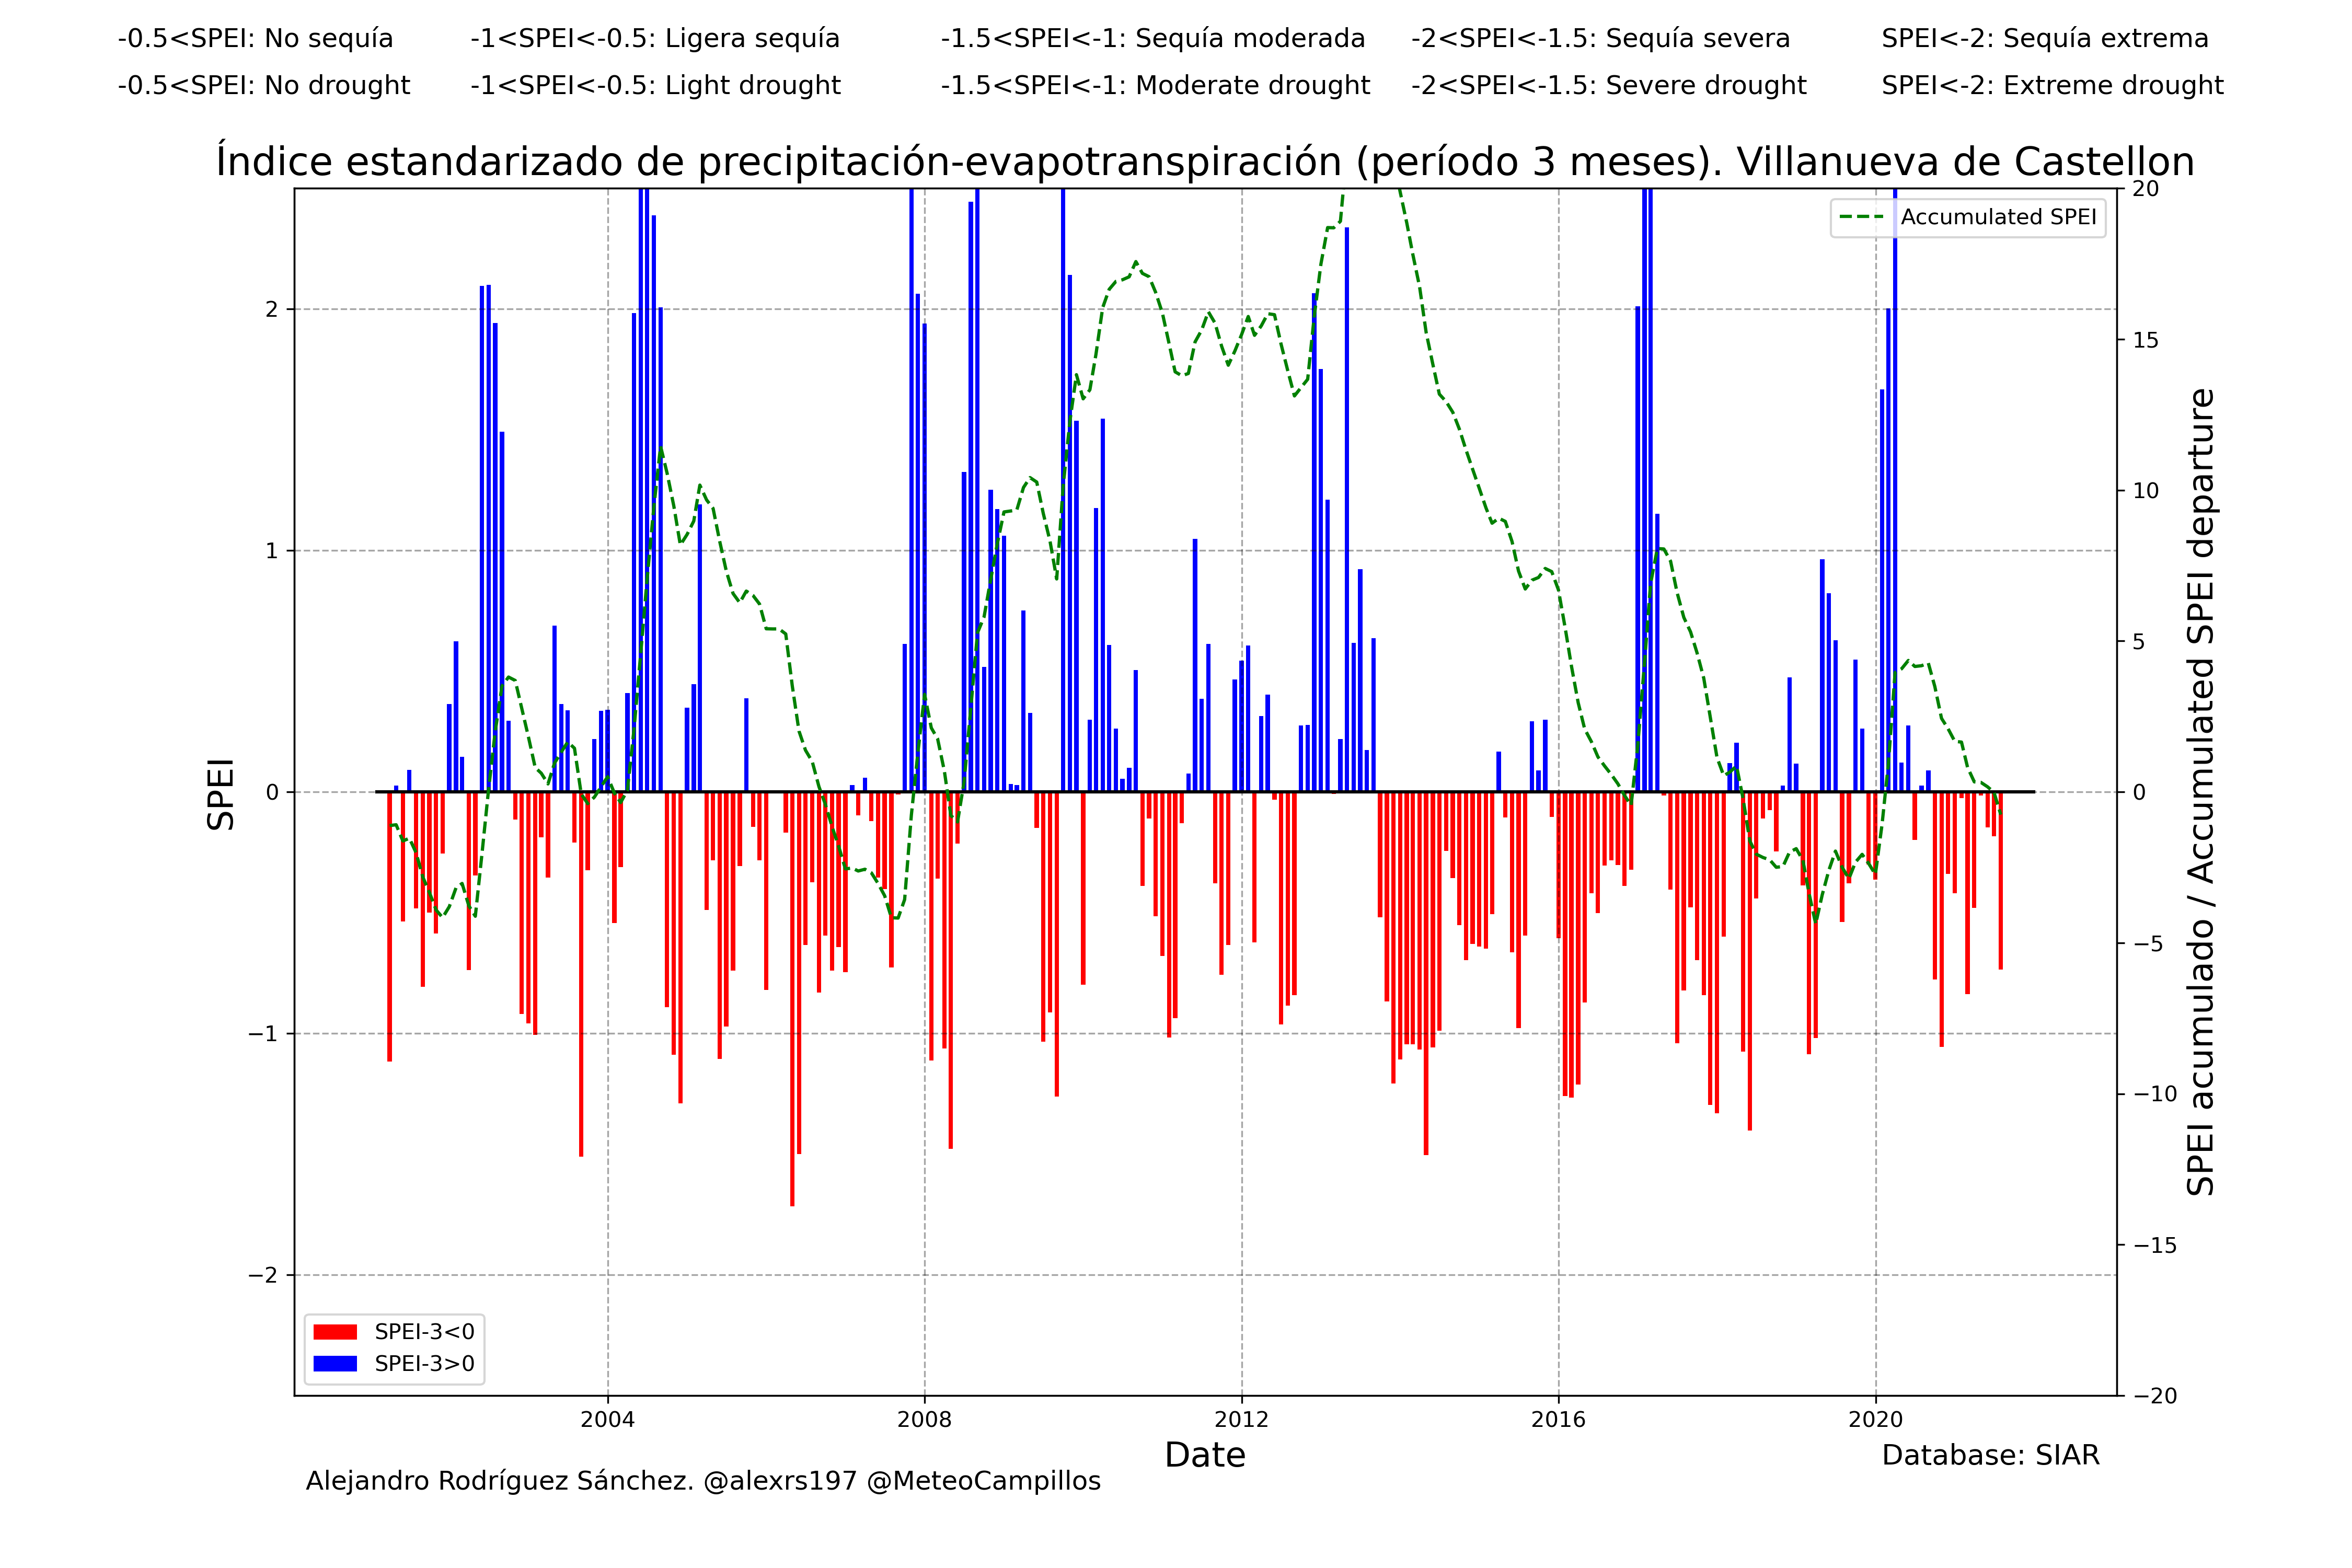 -0.5<SPEI: No sequía -1<SPEI<-0.5: Ligera sequía -1.5<SPEI<-1: Sequía moderada -2<SPEI<-1.5: Sequía severa SPEI<-2: Sequía extrema
-0.5<SPEI: No drought -1<SPEI<-0.5: Light drought -1.5<SPEI<-1: Moderate drought -2<SPEI<-1.5: Severe drought SPEI<-2: Extreme drought
Índice estandarizado de precipitación-evapotranspiración (período 3 meses). Villanueva de Castellon
Accumulated SPEI
SPEI
2
1
0
−1
−2
20
15
10
5
0
−5
−10
−15
−20
SPEI acumulado / Accumulated SPEI departure
SPEI-3<0
SPEI-3>0
2004 2008 2012 2016 2020
Date
Database: SIAR
Alejandro Rodríguez Sánchez. @alexrs197 @MeteoCampillos